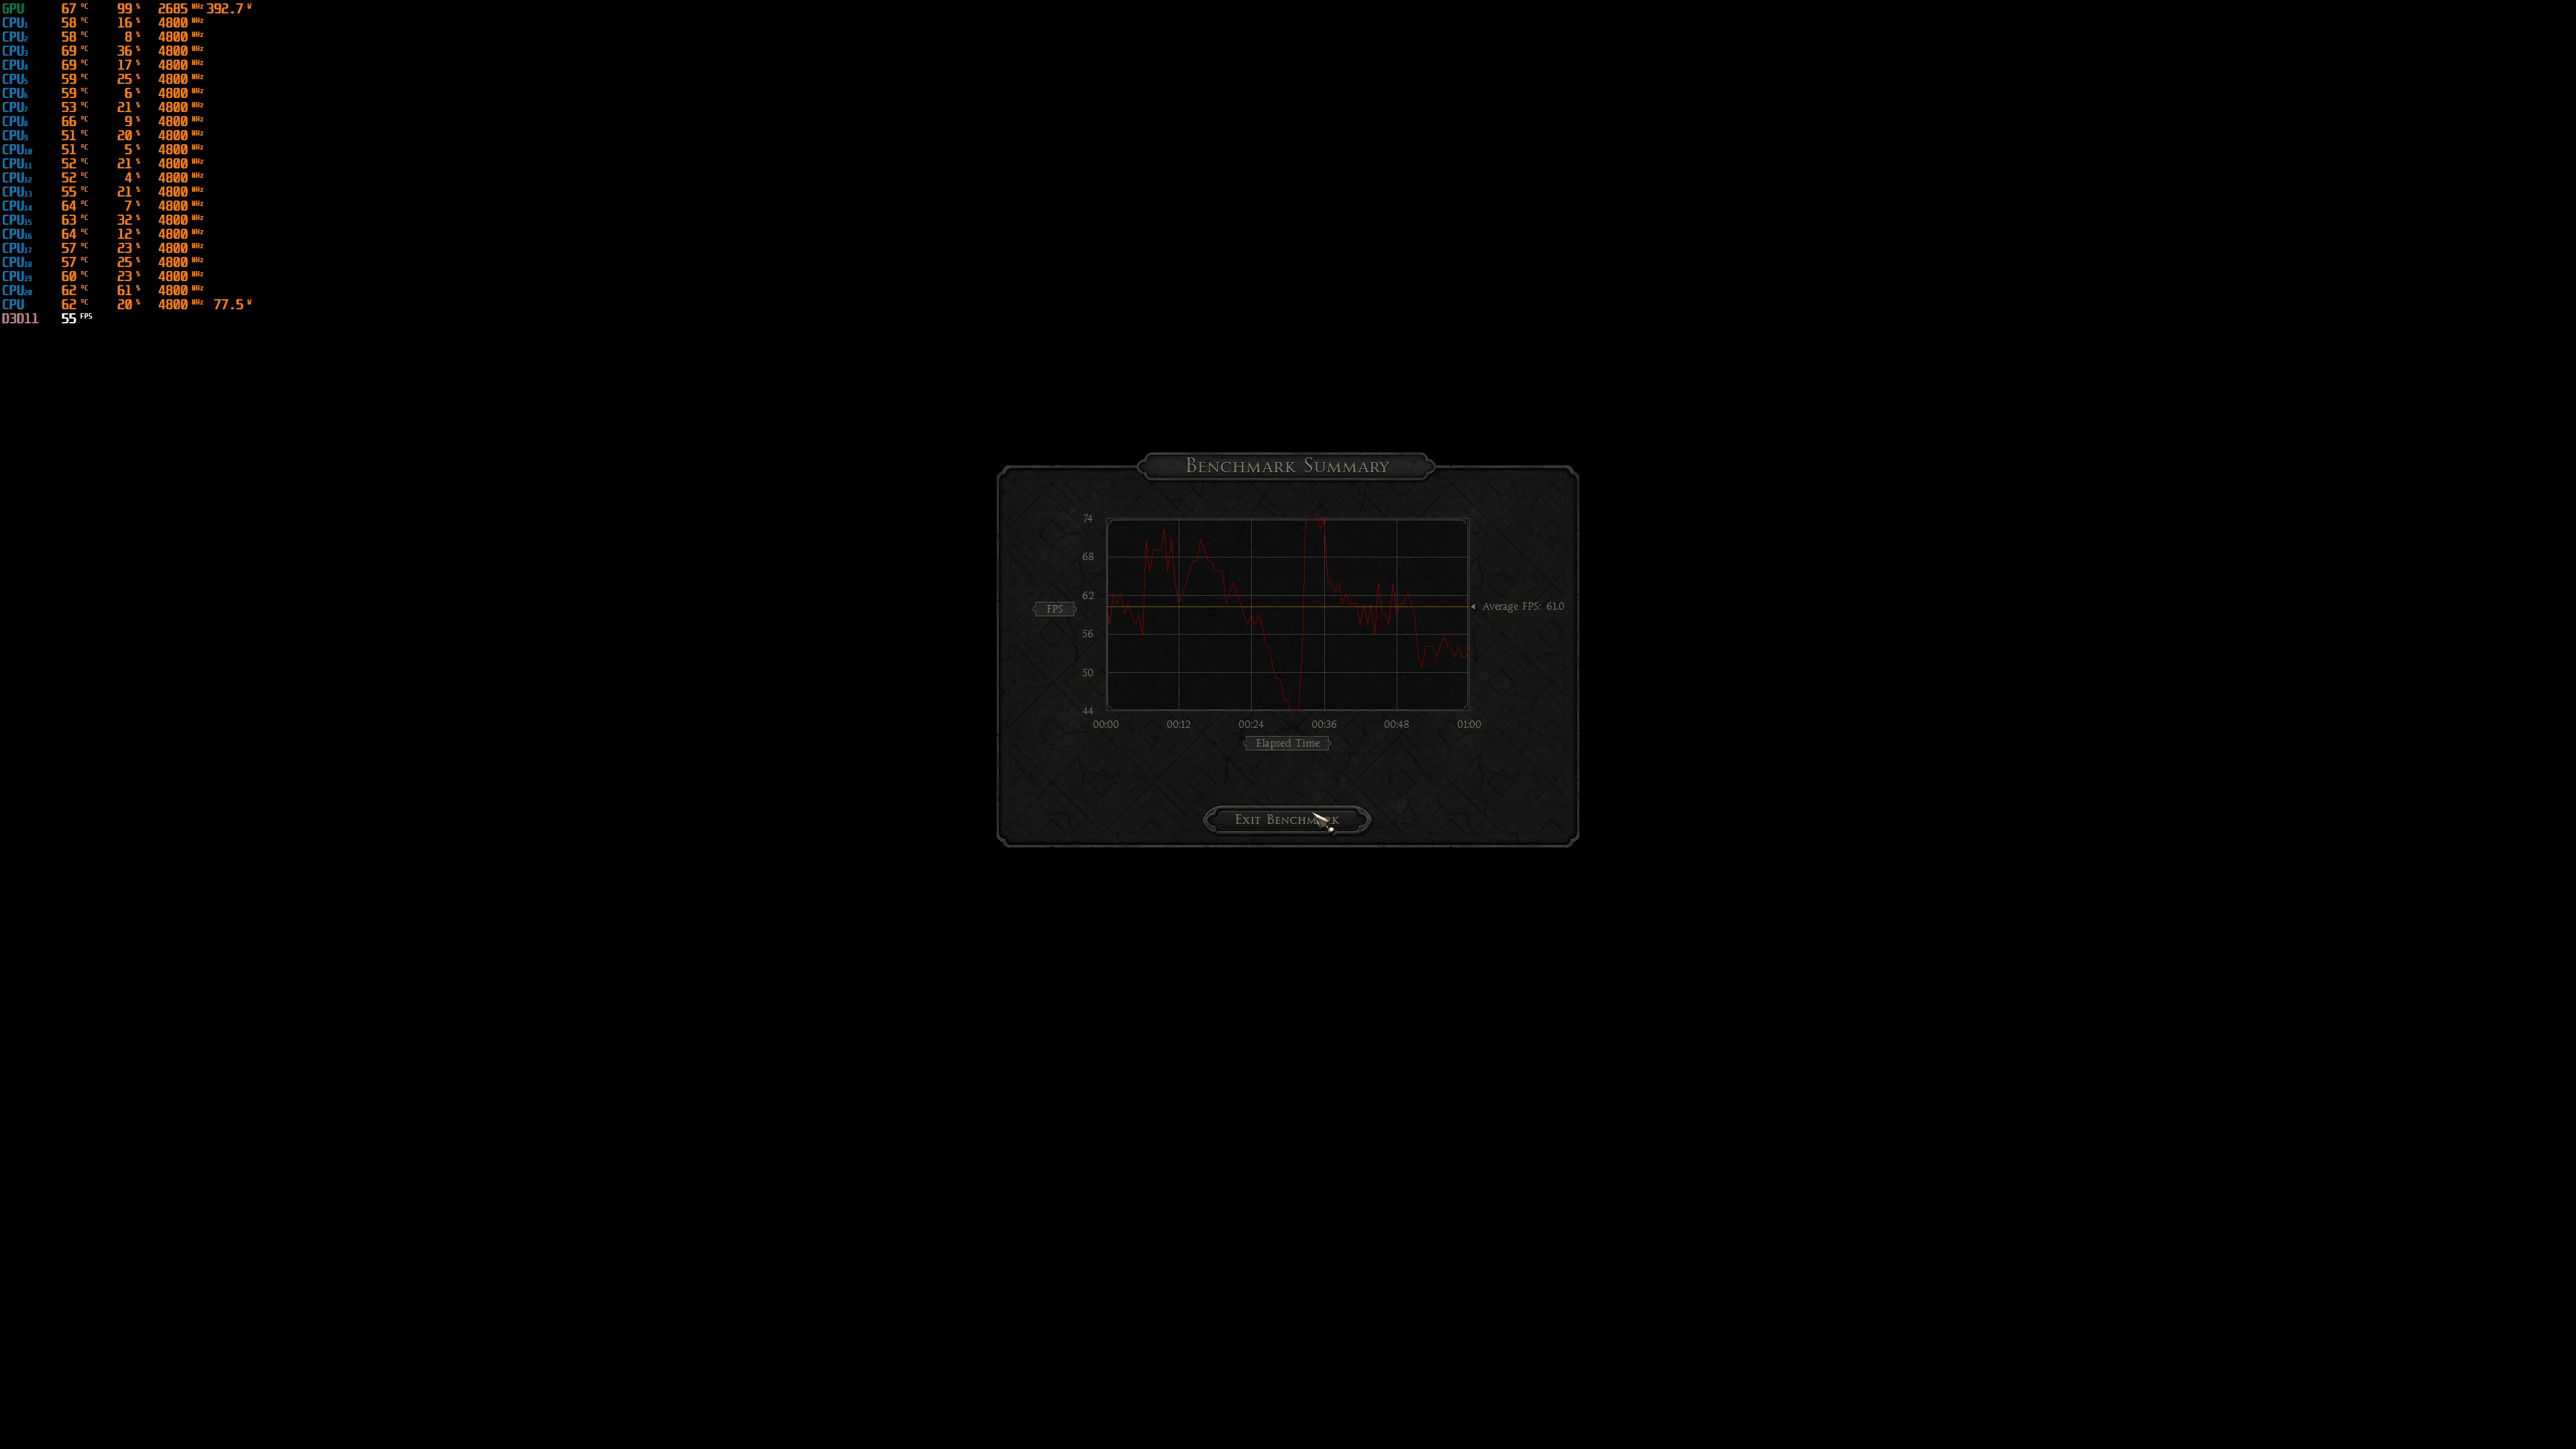 GPU 67 °C 99 % 2685 MHz 392.7 W
CPU1 58 °C 16 % 4800 MHz
CPU2 58 °C 8 % 4800 MHz
CPU3 69 °C 36 % 4800 MHz
CPU4 69 °C 17 % 4800 MHz
CPU5 59 °C 25 % 4800 MHz
CPU6 59 °C 6 % 4800 MHz
CPU7 53 °C 21 % 4800 MHz
CPU8 66 °C 9 % 4800 MHz
CPU9 51 °C 20 % 4800 MHz
CPU10 51 °C 5 % 4800 MHz
CPU11 52 °C 21 % 4800 MHz
CPU12 52 °C 4 % 4800 MHz
CPU13 55 °C 21 % 4800 MHz
CPU14 64 °C 7 % 4800 MHz
CPU15 63 °C 32 % 4800 MHz
CPU16 64 °C 12 % 4800 MHz
CPU17 57 °C 23 % 4800 MHz
CPU18 57 °C 25 % 4800 MHz
CPU19 60 °C 23 % 4800 MHz
CPU20 62 °C 61 % 4800 MHz
CPU 62 °C 20 % 4800 MHz 77.5 W
D3D11 55 FPS
Benchmark Summary
74
68
62
FPS
Average FPS: 61.0
56
50
44
00:00 00:12 00:24 00:36 00:48 01:00
Elapsed Time
Exit Benchmark